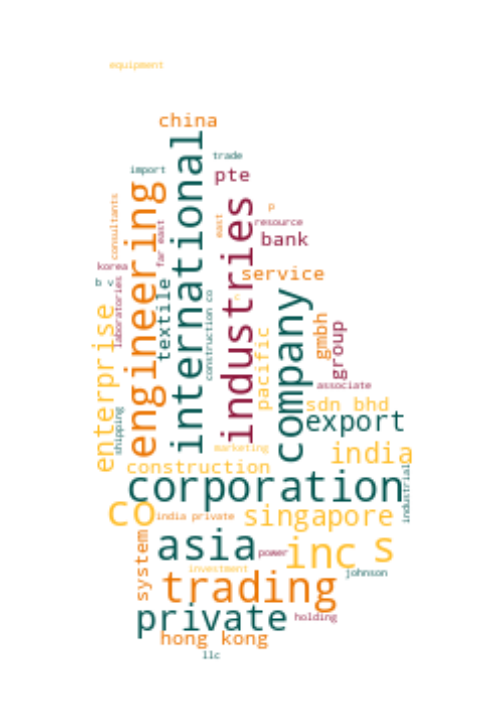 equipment
china
international
trade
import
pte
engineering
consultants
industries
p
east
far east
resource
bank
korea
service
b v
laboratories
textile
construction co
company
enterprise
pacific
gmbh
group
associate
sdn bhd
shipping
export
marketing
india
construction
industrial
corporation
co
india private
singapore
system
asia
power
inc
s
investment
johnson
trading
private
holding
hong kong
llc